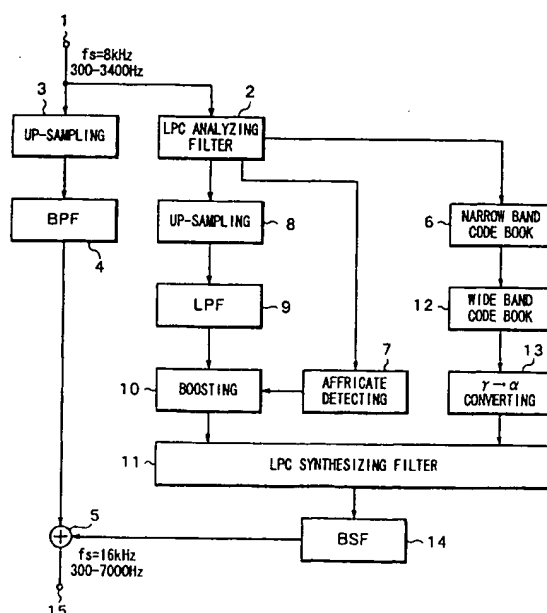 1
fs=8kHz
300-3400Hz
3
2
UP-SAMPLING
LPC ANALYZING
FILTER
BPF
4
UP-SAMPLING
8
6
NARROW BAND
CODE BOOK
LPF
9
12
WIDE BAND
CODE BOOK
7
13
10
BOOSTING
AFFRICATE
DETECTING
γ→α
CONVERTING
11
LPC SYNTHESIZING FILTER
5
BSF
14
fs=16kHz
300-7000Hz
15